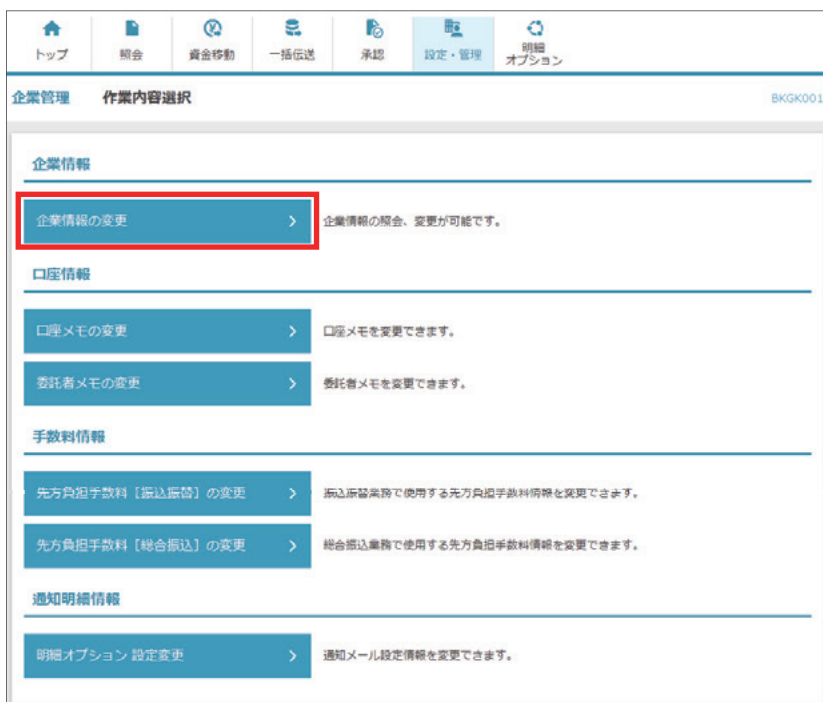 トップ
照会
資金移動
一括伝送
承認
設定・管理
明細
オプション
企業管理 作業内容選択 BKGK001
企業情報
企業情報の変更 > 企業情報の照会、変更が可能です。
口座情報
口座メモの変更 > 口座メモを変更できます。
委託者メモの変更 > 委託者メモを変更できます。
手数料情報
先方負担手数料［振込振替］の変更 > 振込振替業務で使用する先方負担手数料情報を変更できます。
先方負担手数料［総合振込］の変更 > 総合振込業務で使用する先方負担手数料情報を変更できます。
通知明細情報
明細オプション 設定変更 > 通知メール設定情報を変更できます。